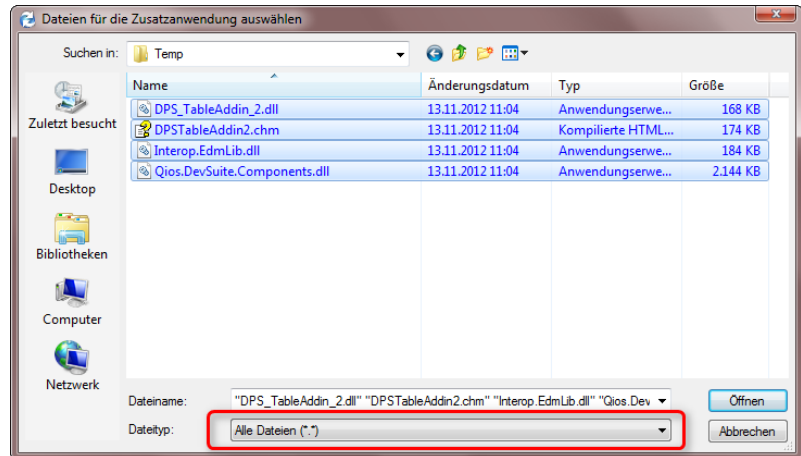 Dateien für die Zusatzanwendung auswählen
Suchen in: Temp
Name Änderungsdatum Typ Größe
DPS_TableAddin_2.dll 13.11.2012 11:04 Anwendungserwe... 168 KB
DPSTableAddin2.chm 13.11.2012 11:04 Kompilierte HTML... 174 KB
Interop.EdmLib.dll 13.11.2012 11:04 Anwendungserwe... 184 KB
Qios.DevSuite.Components.dll 13.11.2012 11:04 Anwendungserwe... 2.144 KB
Zuletzt besucht
Desktop
Bibliotheken
Computer
Netzwerk
Dateiname: "DPS_TableAddin_2.dll" "DPSTableAddin2.chm" "Interop.EdmLib.dll" "Qios.Dev Öffnen
Dateityp: Alle Dateien (*.*) Abbrechen